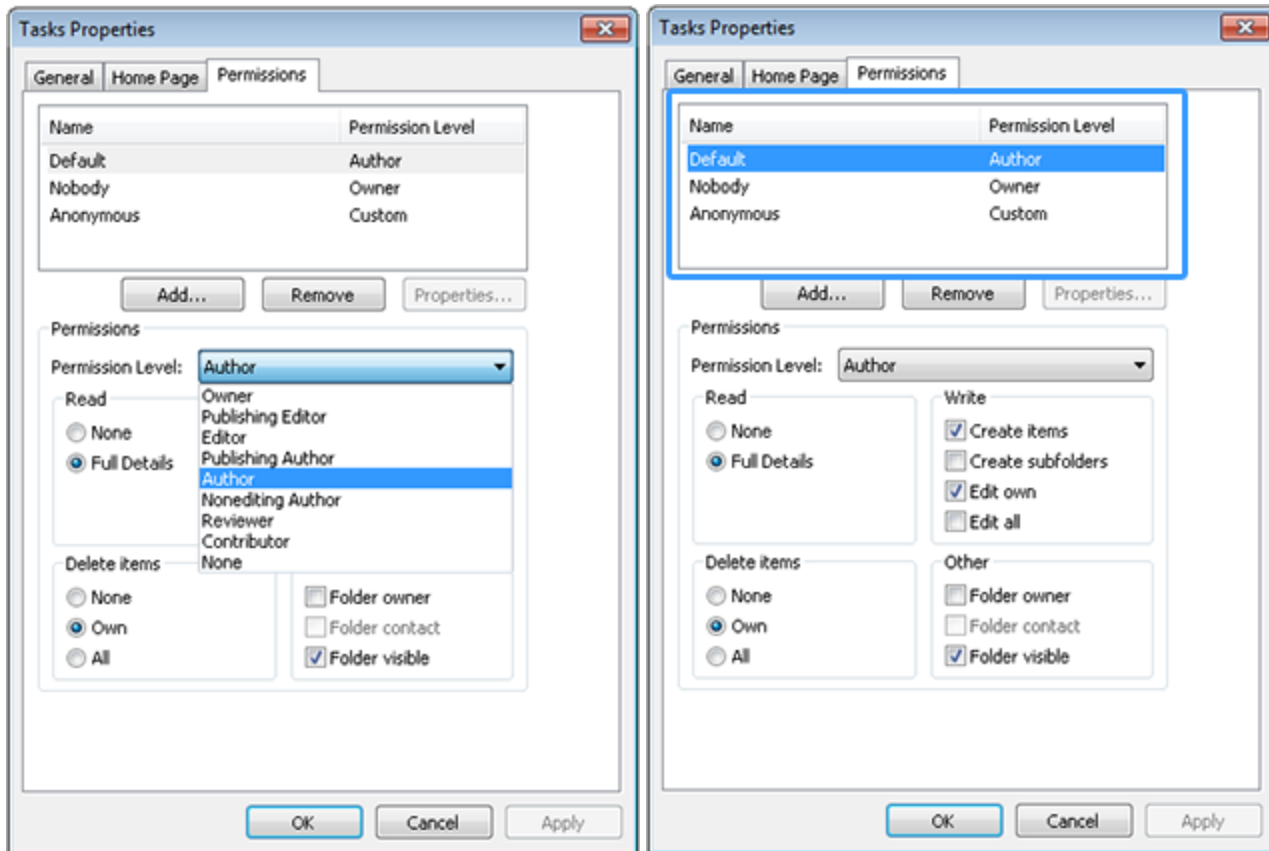 Tasks Properties
General Home Page Permissions
Name Permission Level
Default Author
Nobody Owner
Anonymous Custom
Add... Remove Properties...
Permissions
Permission Level: Author
Owner
Publishing Editor
Editor
Publishing Author
Author
Nonediting Author
Reviewer
Contributor
None
Read
None
Full Details
Delete items
None
Own
All
Folder owner
Folder contact
Folder visible
OK Cancel Apply
Tasks Properties
General Home Page Permissions
Name Permission Level
Default Author
Nobody Owner
Anonymous Custom
Add... Remove Properties...
Permissions
Permission Level: Author
Read
None
Full Details
Write
Create items
Create subfolders
Edit own
Edit all
Delete items
None
Own
All
Other
Folder owner
Folder contact
Folder visible
OK Cancel Apply